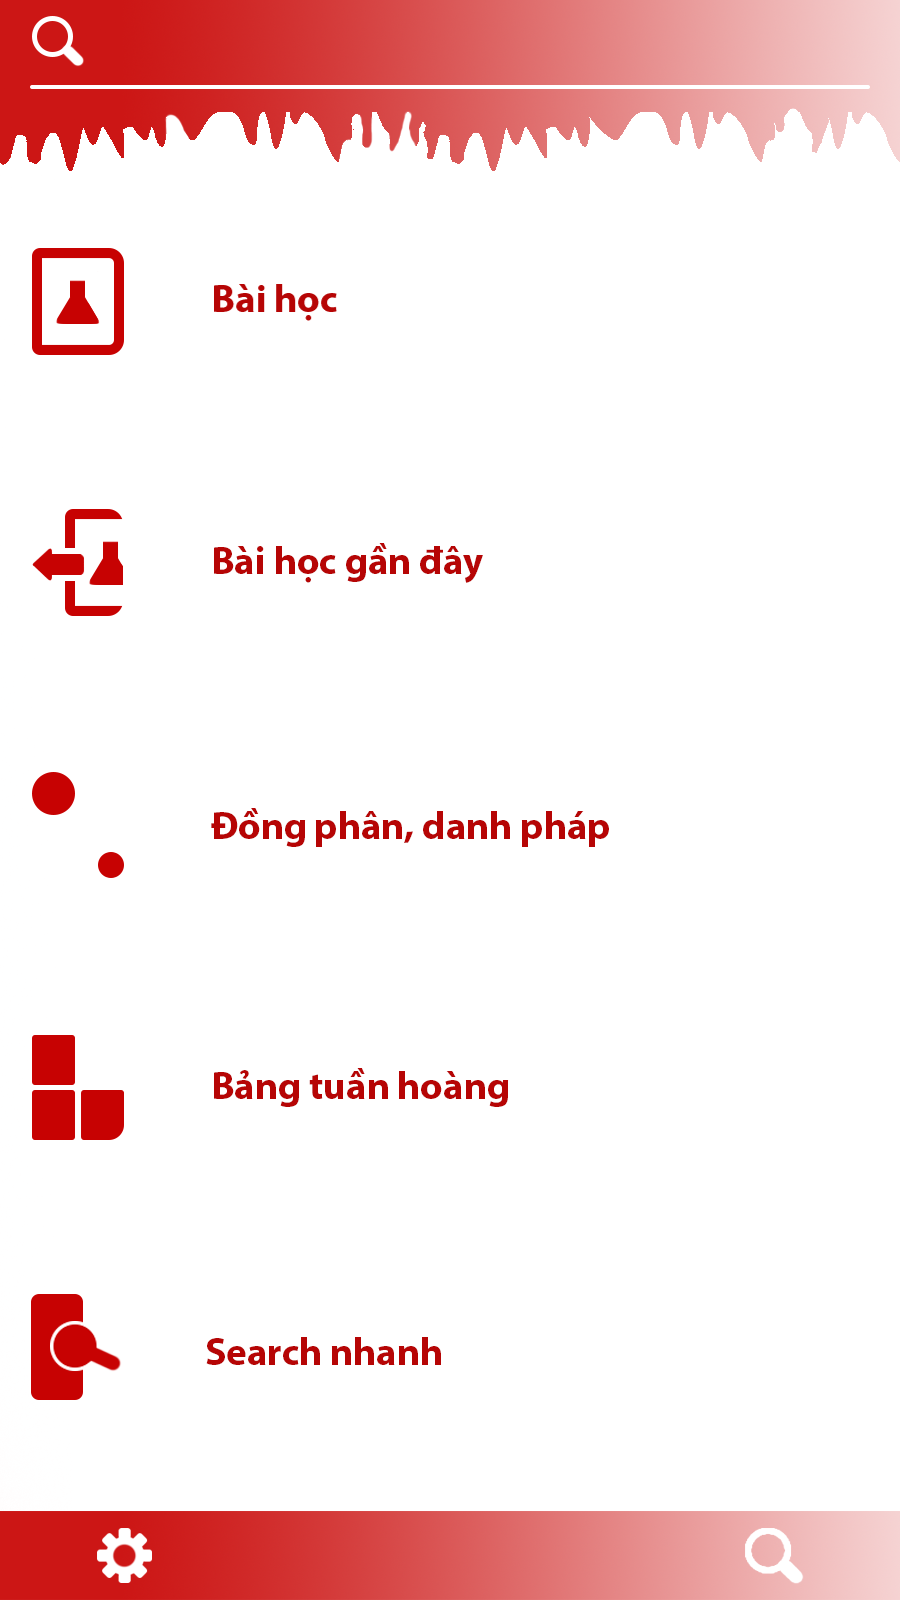 Bài học
Bài học gần đây
Đồng phân, danh pháp
Bảng tuần hoàng
Search nhanh